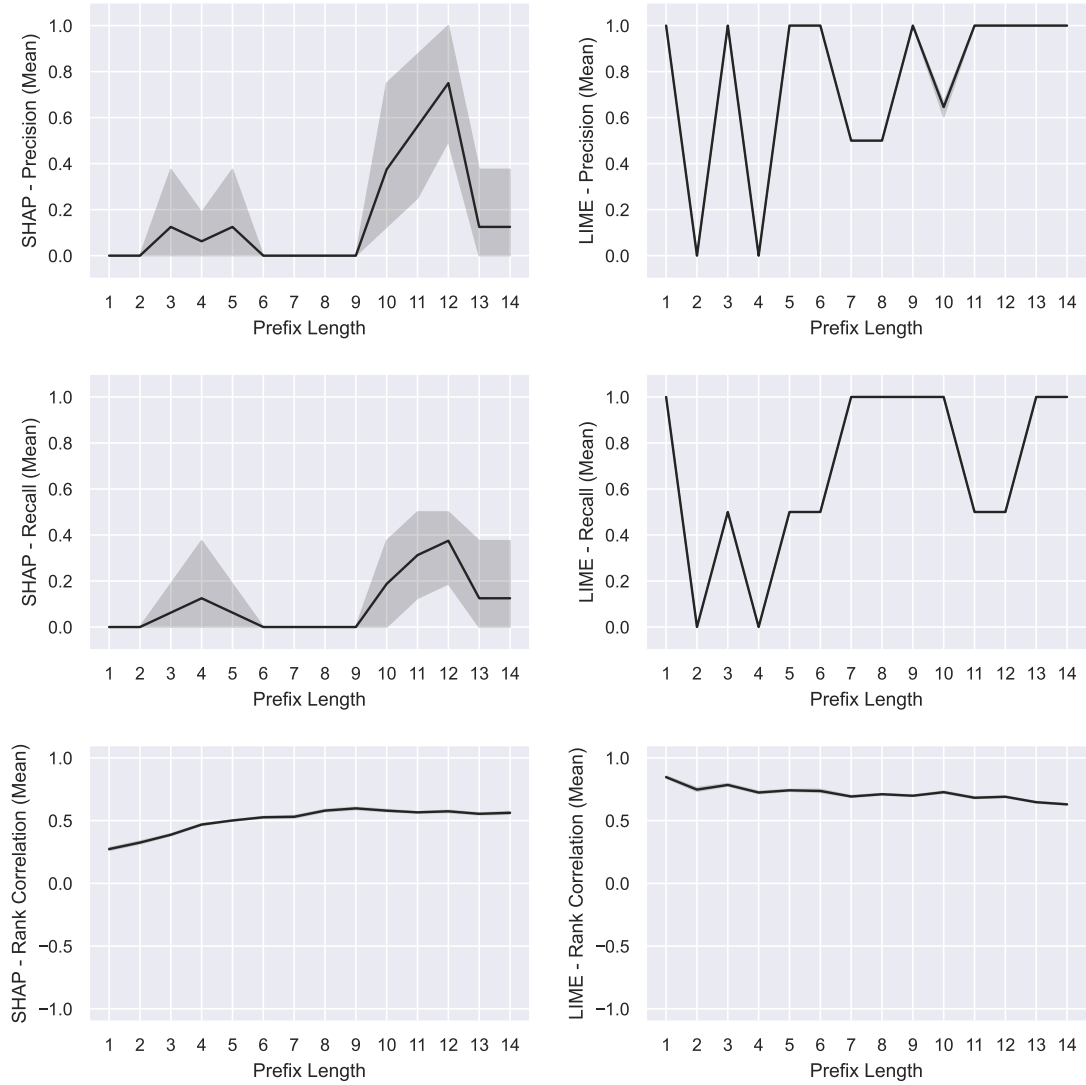 SHAP - Precision (Mean)
1.0
0.8
0.6
0.4
0.2
0.0
1 2 3 4 5 6 7 8 9 10 11 12 13 14
Prefix Length
LIME - Precision (Mean)
1.0
0.8
0.6
0.4
0.2
0.0
1 2 3 4 5 6 7 8 9 10 11 12 13 14
Prefix Length
SHAP - Recall (Mean)
1.0
0.8
0.6
0.4
0.2
0.0
1 2 3 4 5 6 7 8 9 10 11 12 13 14
Prefix Length
LIME - Recall (Mean)
1.0
0.8
0.6
0.4
0.2
0.0
1 2 3 4 5 6 7 8 9 10 11 12 13 14
Prefix Length
SHAP - Rank Correlation (Mean)
1.0
0.5
0.0
−0.5
−1.0
1 2 3 4 5 6 7 8 9 10 11 12 13 14
Prefix Length
LIME - Rank Correlation (Mean)
1.0
0.5
0.0
−0.5
−1.0
1 2 3 4 5 6 7 8 9 10 11 12 13 14
Prefix Length